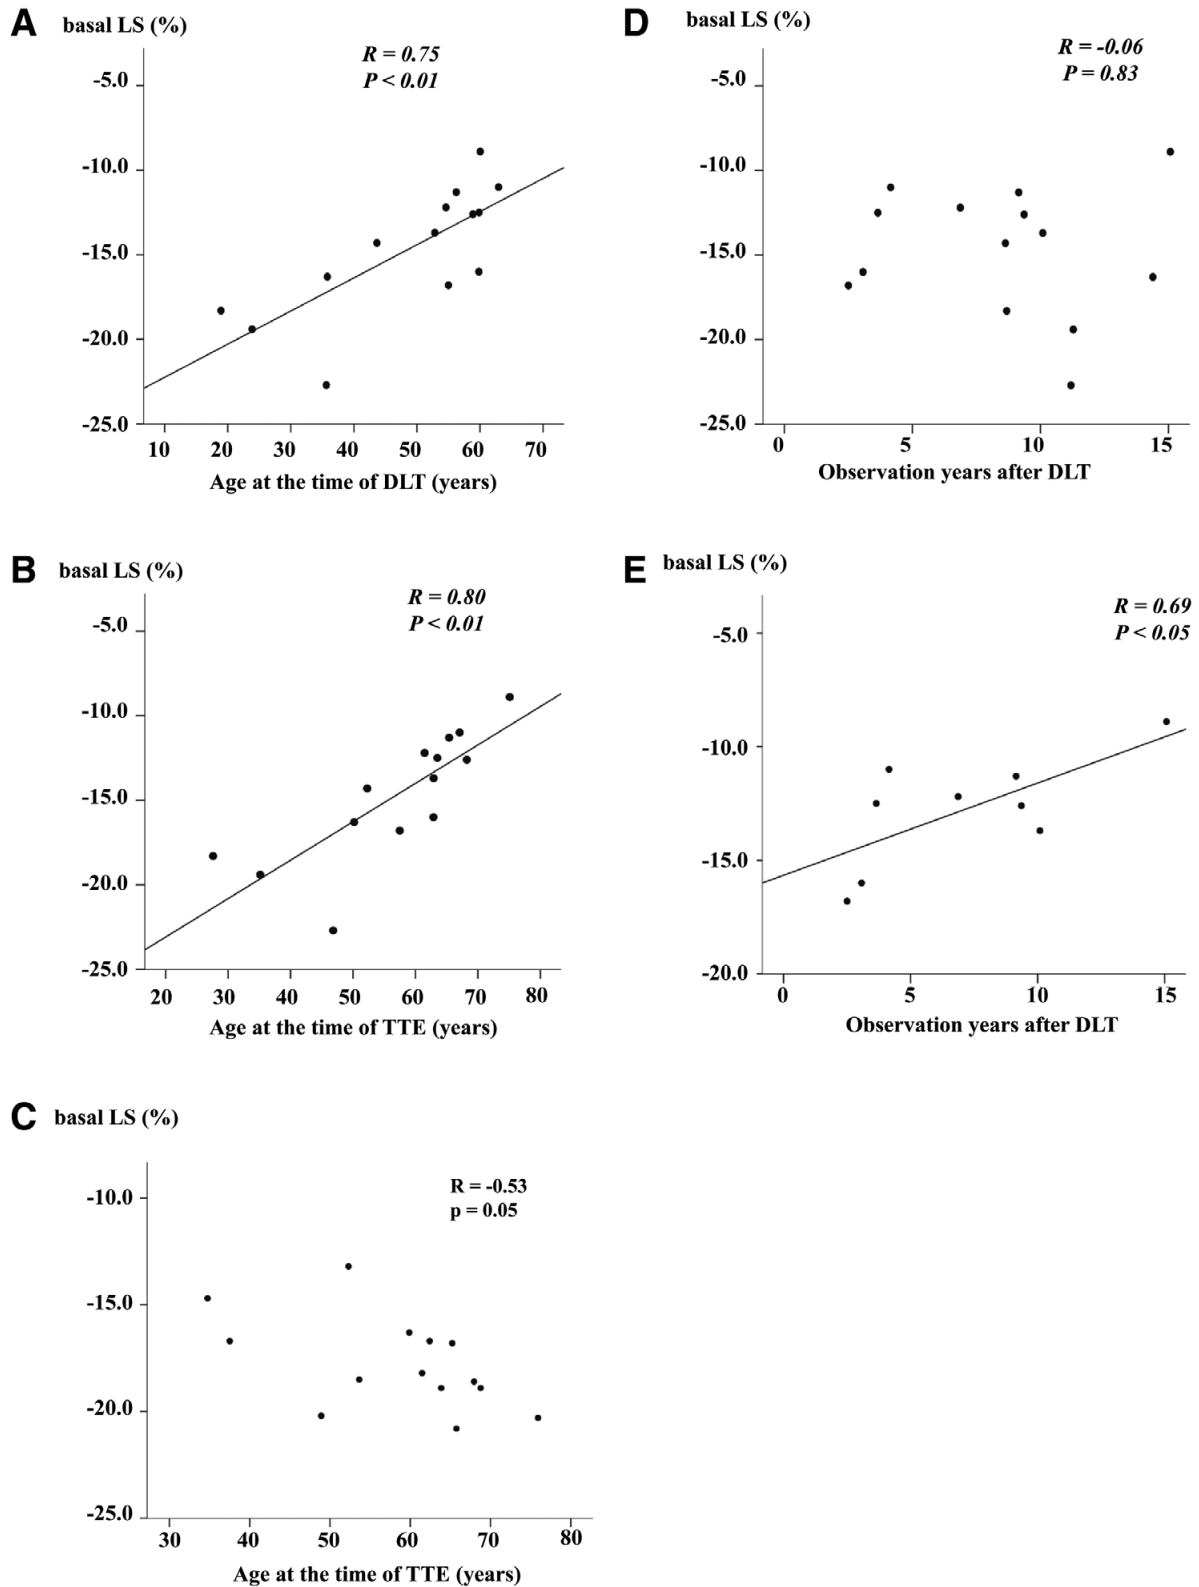 A basal LS (%)
R = 0.75
P < 0.01
-5.0
-10.0
-15.0
-20.0
-25.0
10 20 30 40 50 60 70
Age at the time of DLT (years)
D basal LS (%)
R = -0.06
P = 0.83
-5.0
-10.0
-15.0
-20.0
-25.0
0 5 10 15
Observation years after DLT
B basal LS (%)
R = 0.80
P < 0.01
-5.0
-10.0
-15.0
-20.0
-25.0
20 30 40 50 60 70 80
Age at the time of TTE (years)
E basal LS (%)
R = 0.69
P < 0.05
-5.0
-10.0
-15.0
-20.0
0 5 10 15
Observation years after DLT
C basal LS (%)
R = -0.53
p = 0.05
-10.0
-15.0
-20.0
-25.0
30 40 50 60 70 80
Age at the time of TTE (years)